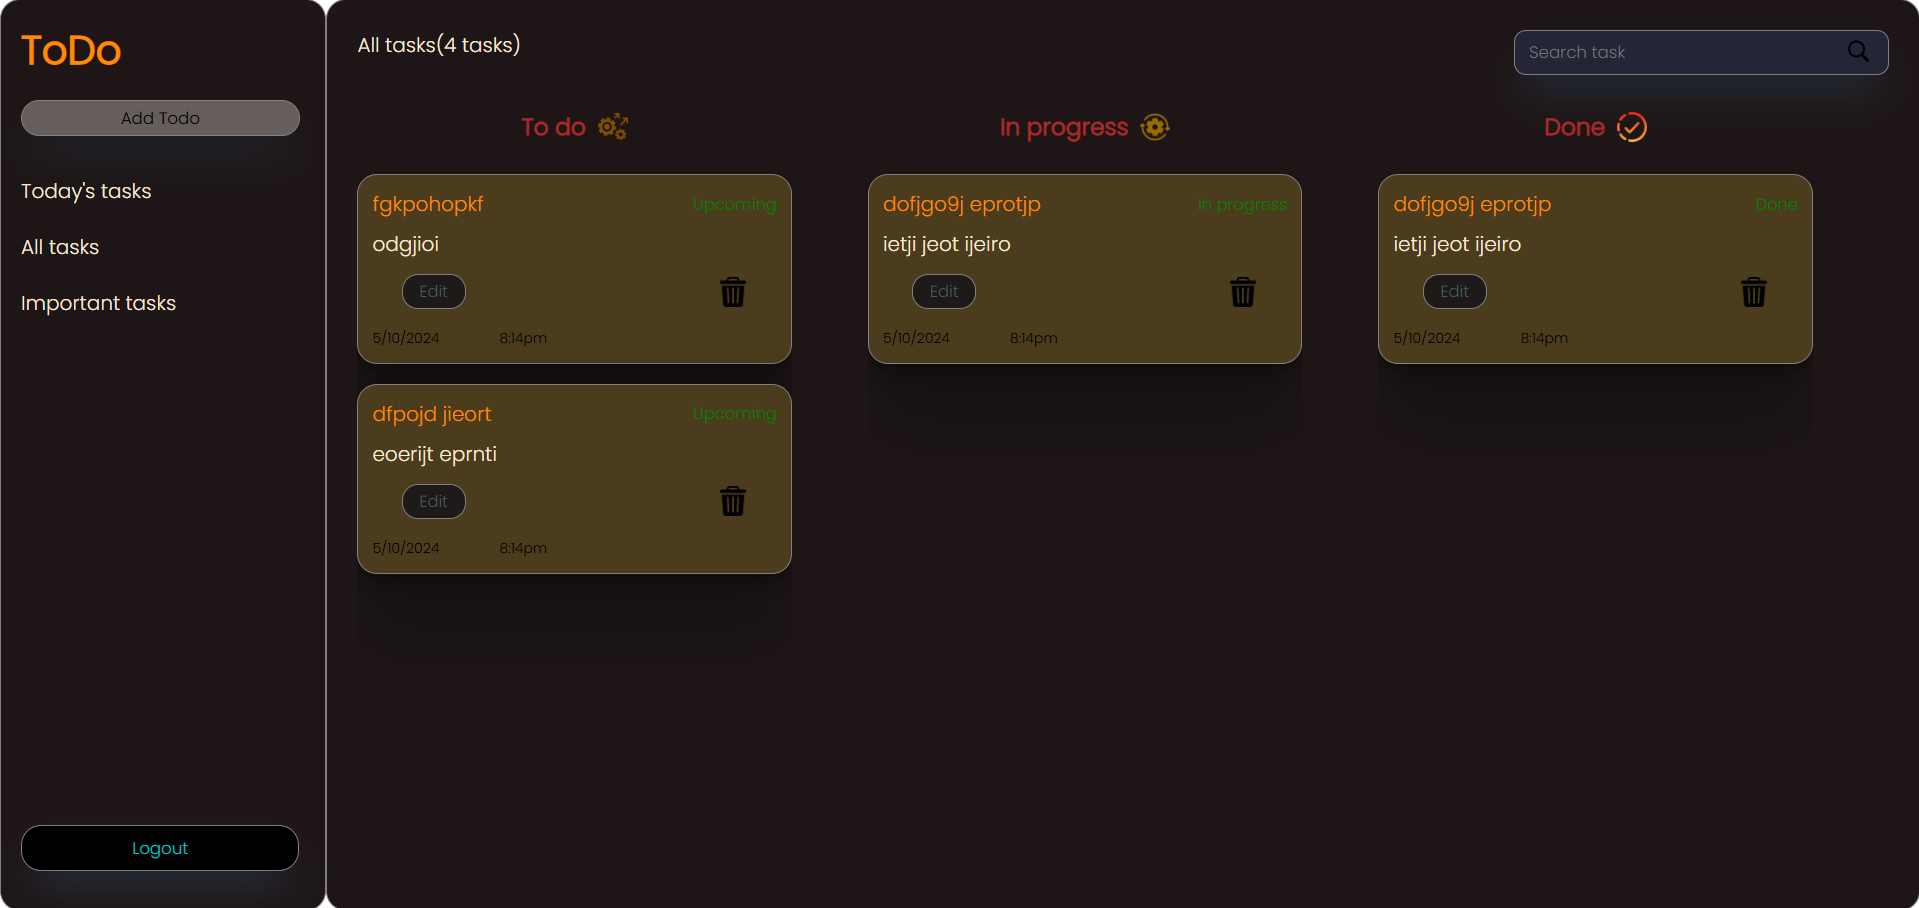 ToDo
Add Todo
Today's tasks
All tasks
Important tasks
Logout
All tasks(4 tasks)
Search task
To do
fgkpohopkf
Upcoming
odgjioi
Edit
5/10/2024 8:14pm
dfpojd jieort
Upcoming
eoerijt eprnti
Edit
5/10/2024 8:14pm
In progress
dofjgo9j eprotjp
In progress
ietji jeot ijeiro
Edit
5/10/2024 8:14pm
Done
dofjgo9j eprotjp
Done
ietji jeot ijeiro
Edit
5/10/2024 8:14pm